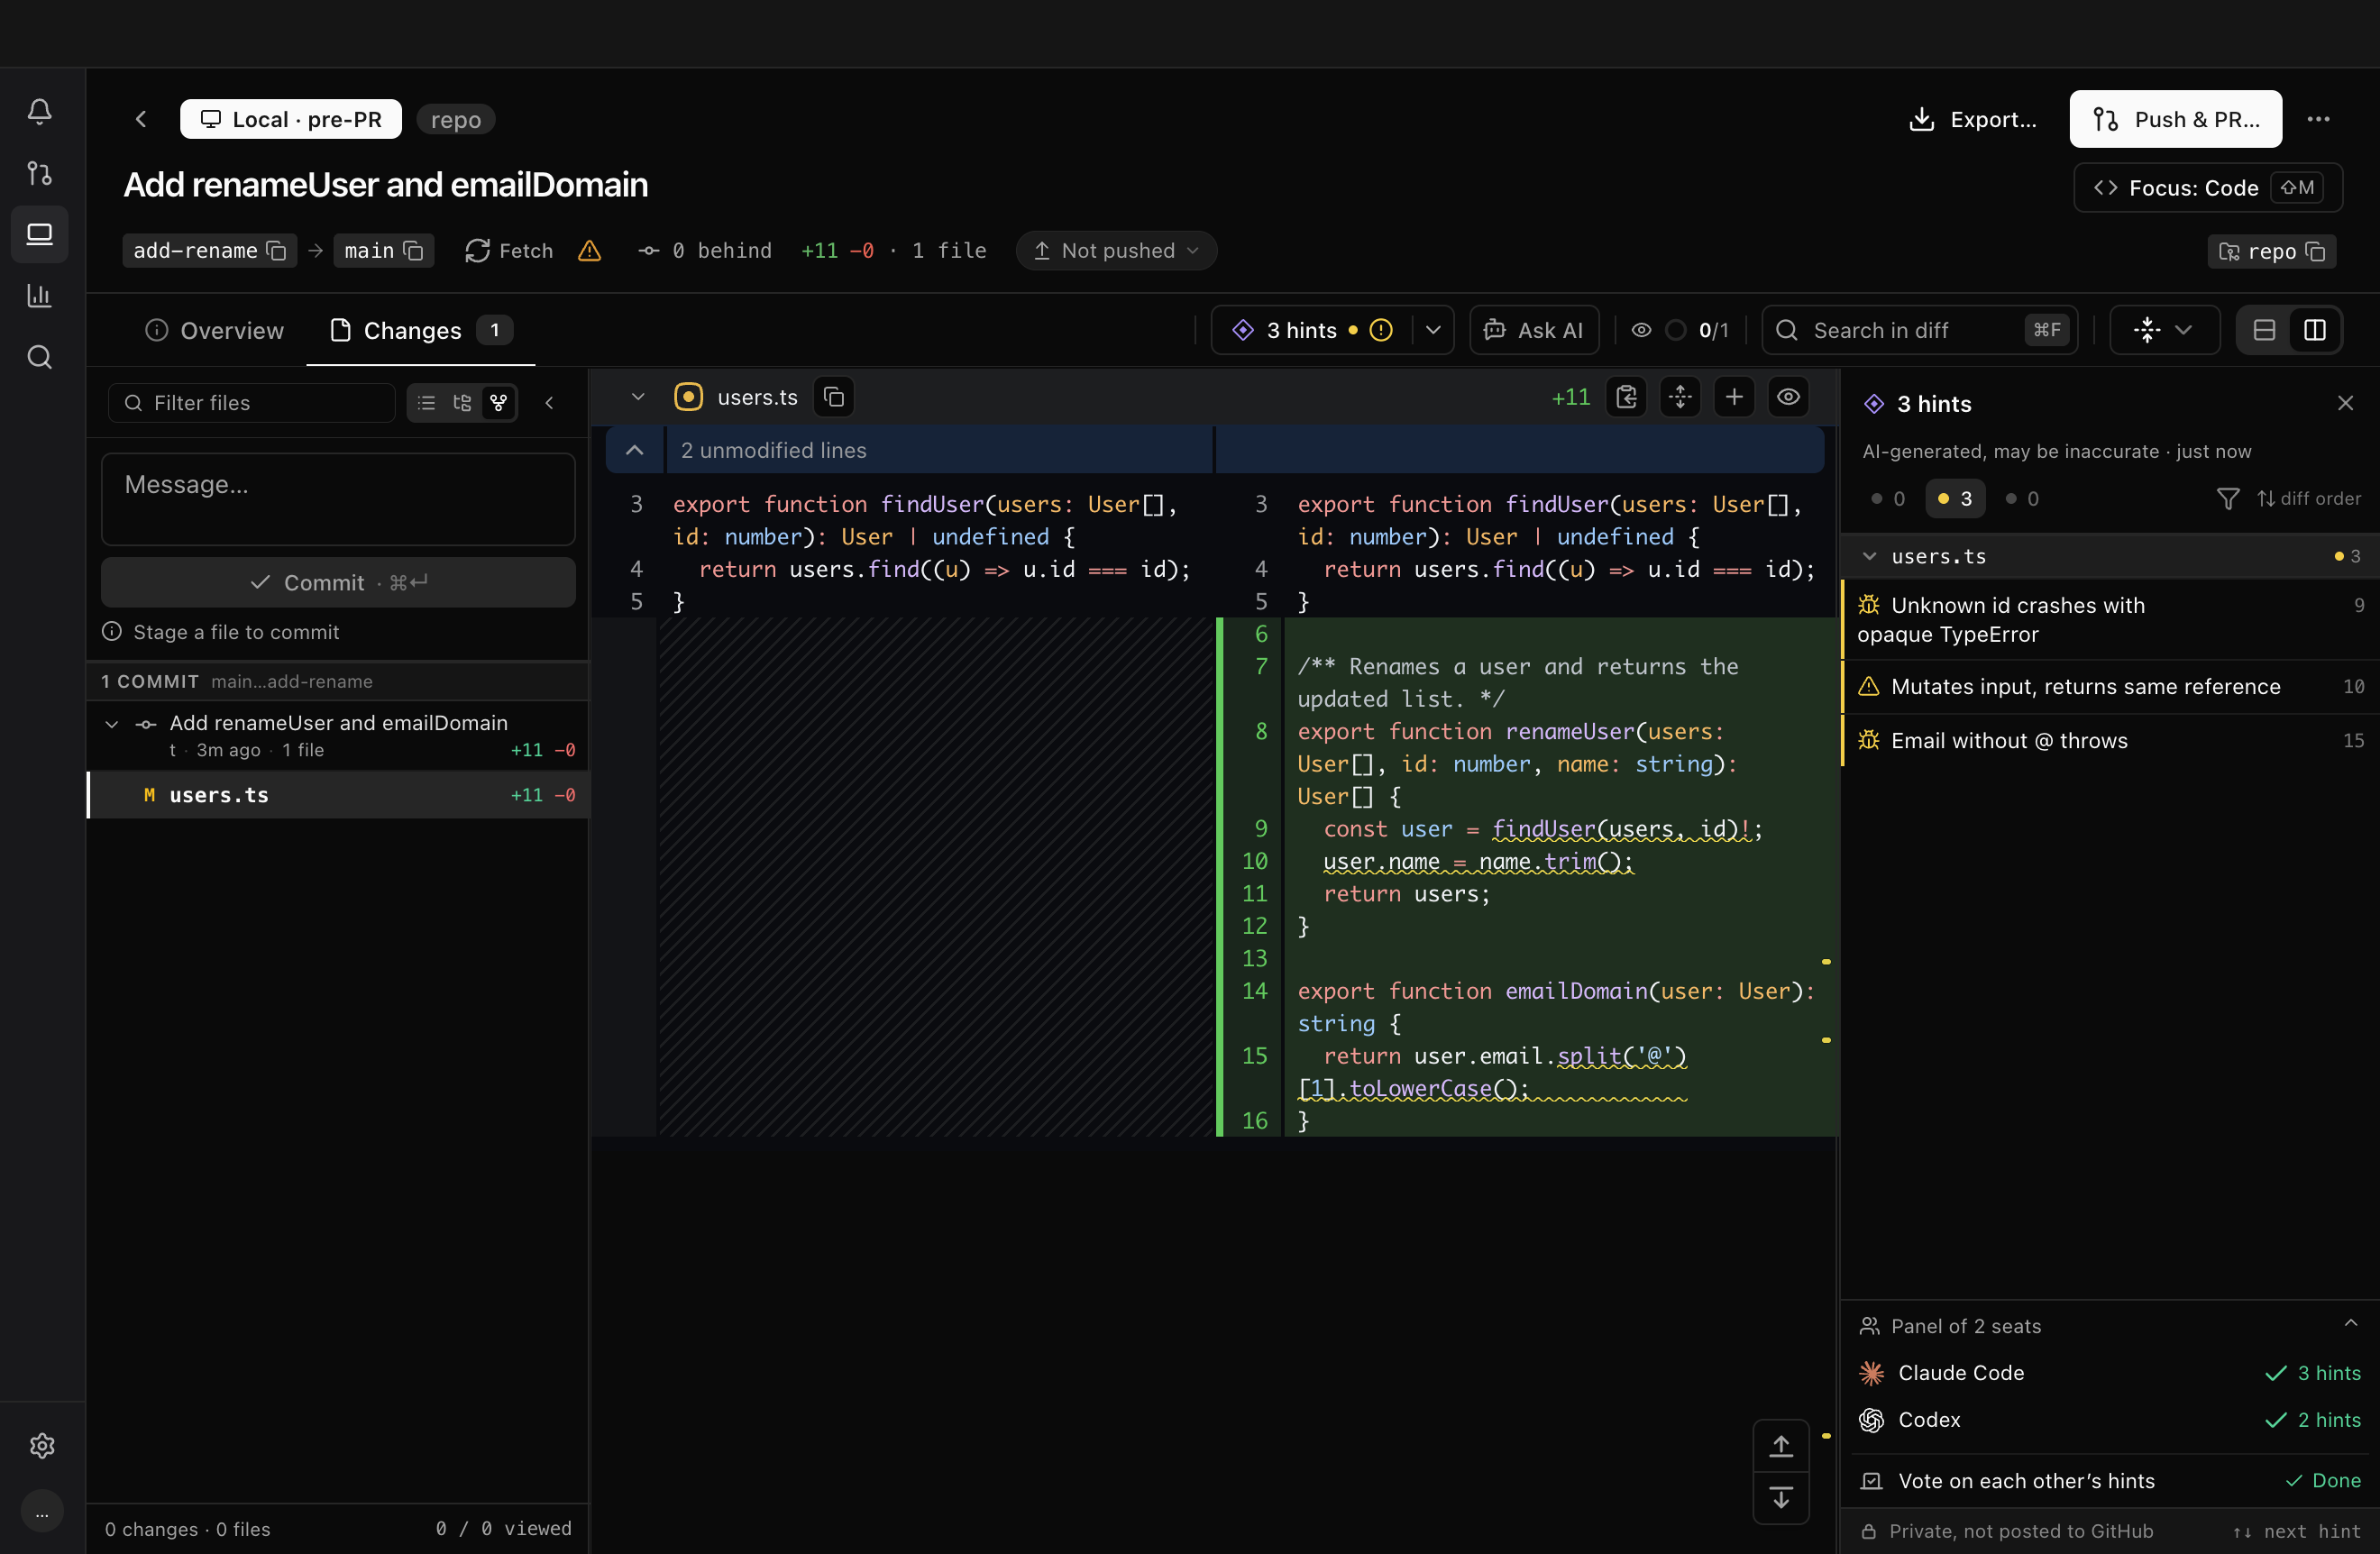 Local · pre-PR
repo
Export...
Push & PR...
Add renameUser and emailDomain
Focus: Code
⇧M
add-rename → main
Fetch
0 behind
+11 −0 · 1 file
Not pushed
repo
Overview
Changes 1
3 hints
Ask AI
0/1
Search in diff ⌘F
Filter files
Message...
Commit · ⌘↵
Stage a file to commit
1 COMMIT main...add-rename
Add renameUser and emailDomain
t · 3m ago · 1 file +11 −0
M users.ts +11 −0
0 changes · 0 files 0 / 0 viewed
users.ts
+11
2 unmodified lines
3 export function findUser(users: User[],
id: number): User | undefined {
4 return users.find((u) => u.id === id);
5 }
3 export function findUser(users: User[],
id: number): User | undefined {
4 return users.find((u) => u.id === id);
5 }
6
7 /** Renames a user and returns the
updated list. */
8 export function renameUser(users:
User[], id: number, name: string):
User[] {
9 const user = findUser(users, id)!;
10 user.name = name.trim();
11 return users;
12 }
13
14 export function emailDomain(user: User):
string {
15 return user.email.split('@')
[1].toLowerCase();
16 }
3 hints
AI-generated, may be inaccurate · just now
0 3 0
diff order
users.ts 3
Unknown id crashes with 9
opaque TypeError
Mutates input, returns same reference 10
Email without @ throws 15
Panel of 2 seats
Claude Code 3 hints
Codex 2 hints
Vote on each other’s hints Done
Private, not posted to GitHub ↑↓ next hint
...